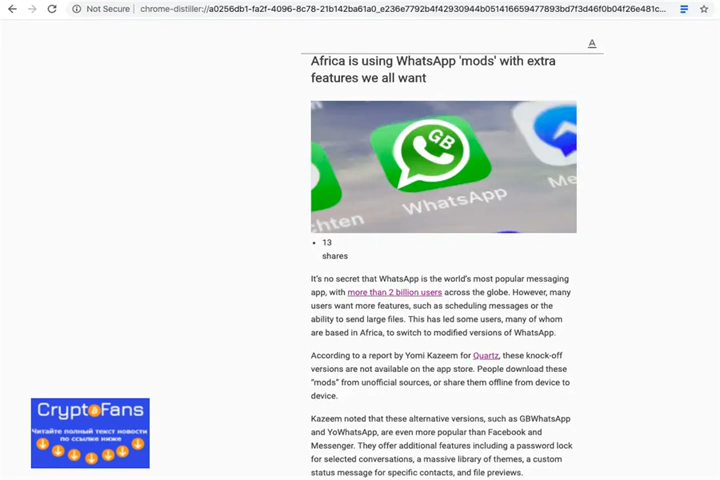 Not Secure | chrome-distiller://a0256db1-fa2f-4096-8c78-21b142ba61a0_e236e7792b4f42930944b051416659477893bd7f3d46f0b04f26e481c...
A
Africa is using WhatsApp 'mods' with extra
features we all want
GB
WhatsApp
Me
chten
• 13
shares
It's no secret that WhatsApp is the world's most popular messaging
app, with more than 2 billion users across the globe. However, many
users want more features, such as scheduling messages or the
ability to send large files. This has led some users, many of whom
are based in Africa, to switch to modified versions of WhatsApp.
According to a report by Yomi Kazeem for Quartz, these knock-off
versions are not available on the app store. People download these
“mods” from unofficial sources, or share them offline from device to
device.
Kazeem noted that these alternative versions, such as GBWhatsApp
and YoWhatsApp, are even more popular than Facebook and
Messenger. They offer additional features including a password lock
for selected conversations, a massive library of themes, a custom
status message for specific contacts, and file previews.
CryptoFans
Читайте полный текст новости
по ссылке ниже